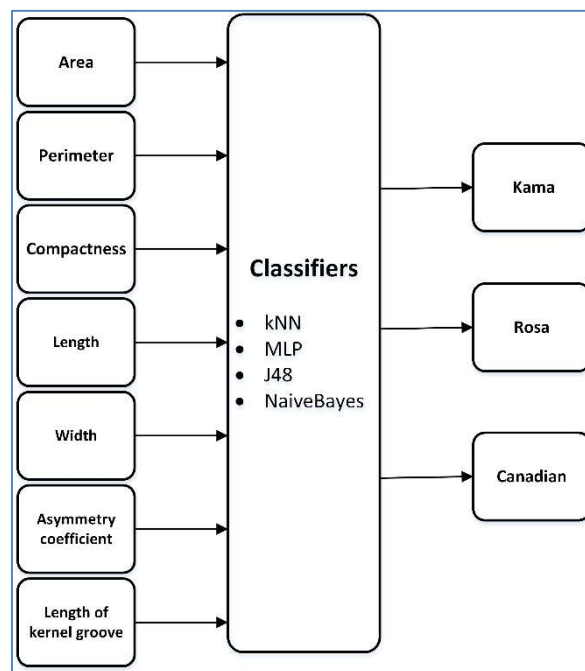 Area
Perimeter
Compactness
Length
Width
Asymmetry
coefficient
Length of
kernel groove
Classifiers
• kNN
• MLP
• J48
• NaiveBayes
Kama
Rosa
Canadian